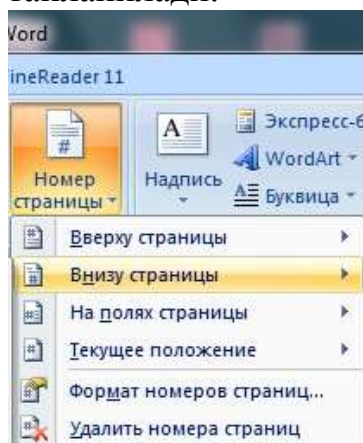 Word
ineReader 11
Номер страницы
Надпись
Экспресс-б
WordArt
Буквица
Вверху страницы
Внизу страницы
На полях страницы
Текущее положение
Формат номеров страниц...
Удалить номера страниц